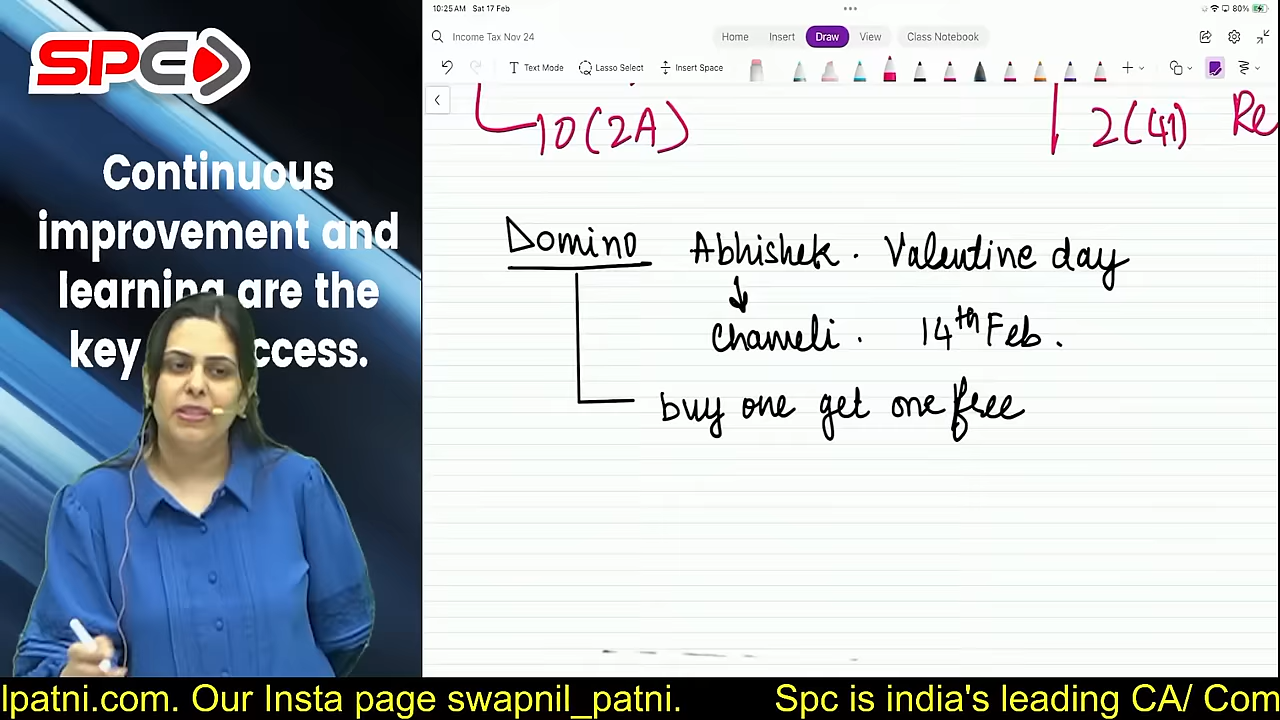 SPC
Continuous
improvement and
learning are the
key ccess.
10:25 AM Sat 17 Feb
80%
Income Tax Nov 24
Home Insert Draw View Class Notebook
Text Mode Lasso Select Insert Space
10(2A)
2(41) Re
Domino Abhishek. Valentine day
Chameli. 14th Feb.
buy one get one free
lpatni.com. Our Insta page swapnil_patni. Spc is india's leading CA/ Com